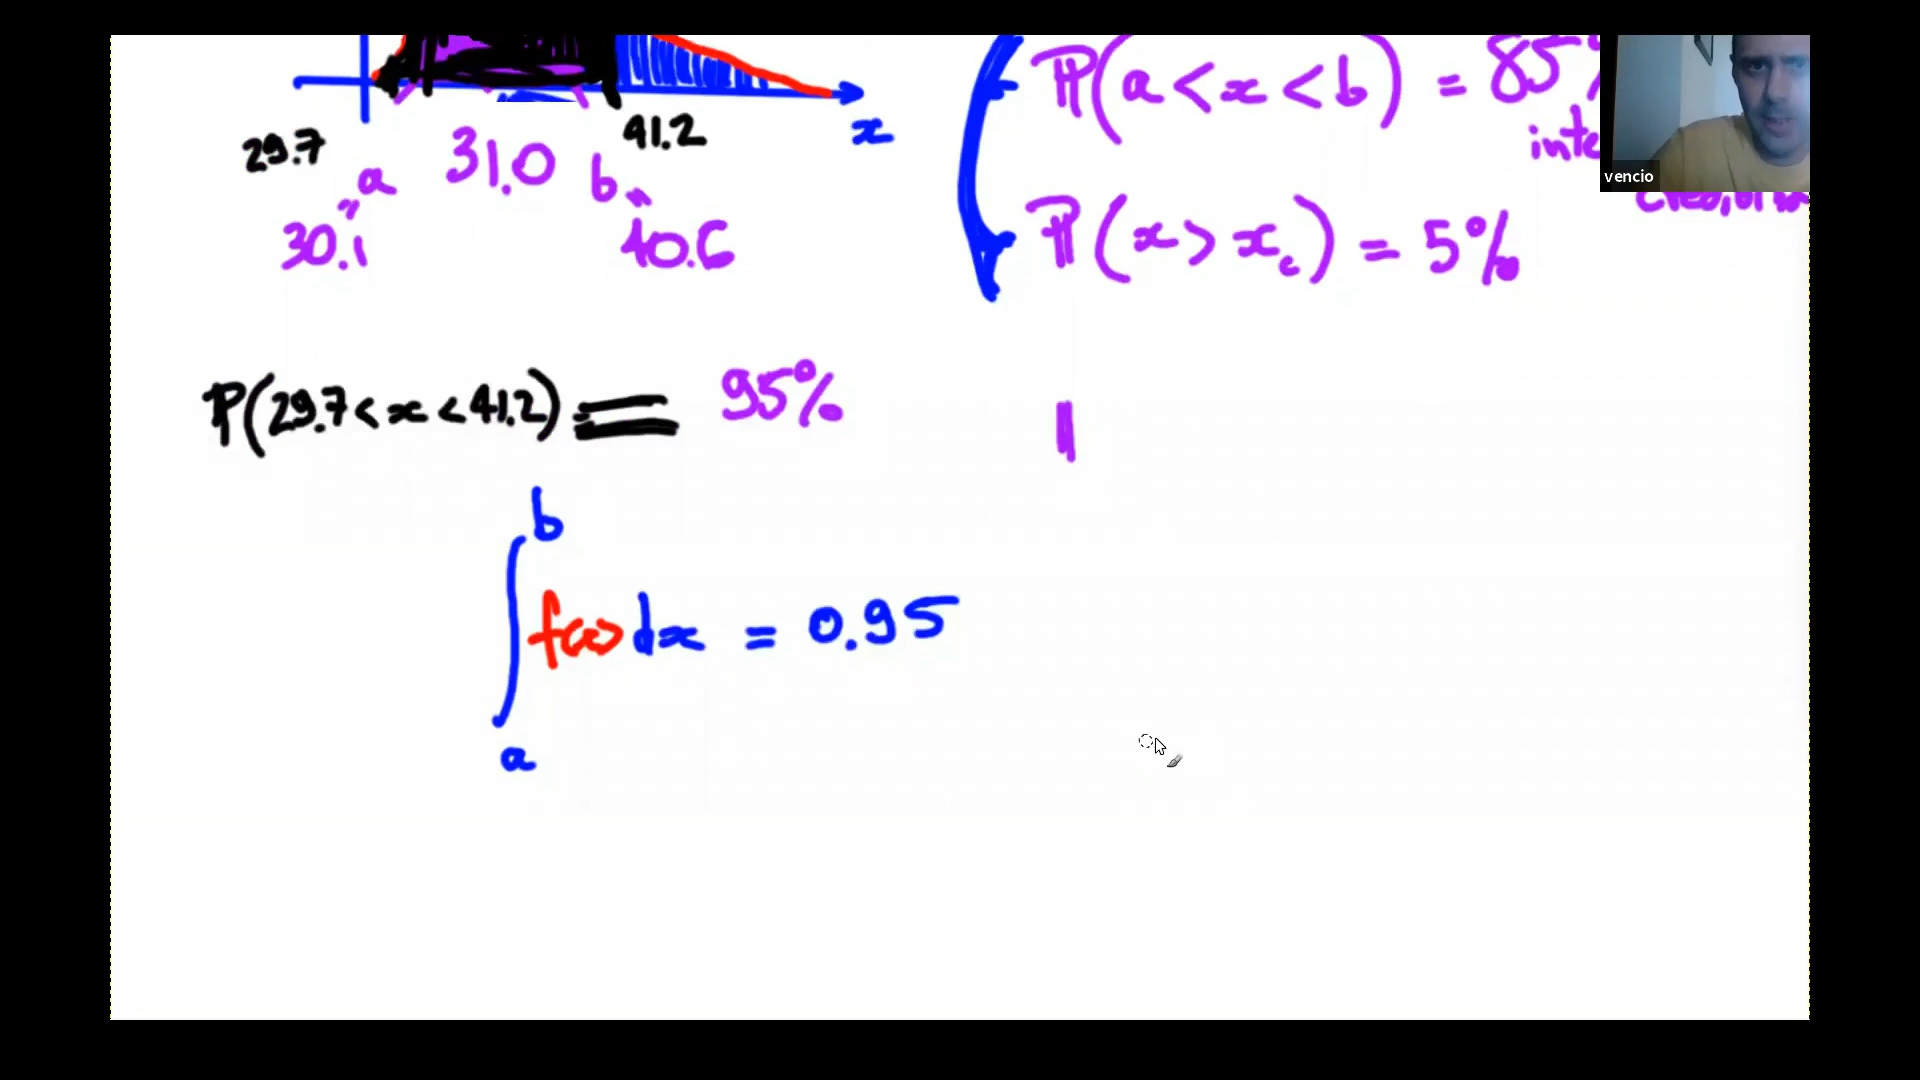 P(a < x < b) = 85%
29.7 a 31.0 b 41.2 x
30.1 40.6
P(x > xc) = 5%
vencio
P(29.7 < x < 41.2) = 95%
b
∫ f(x) dx = 0.95
a